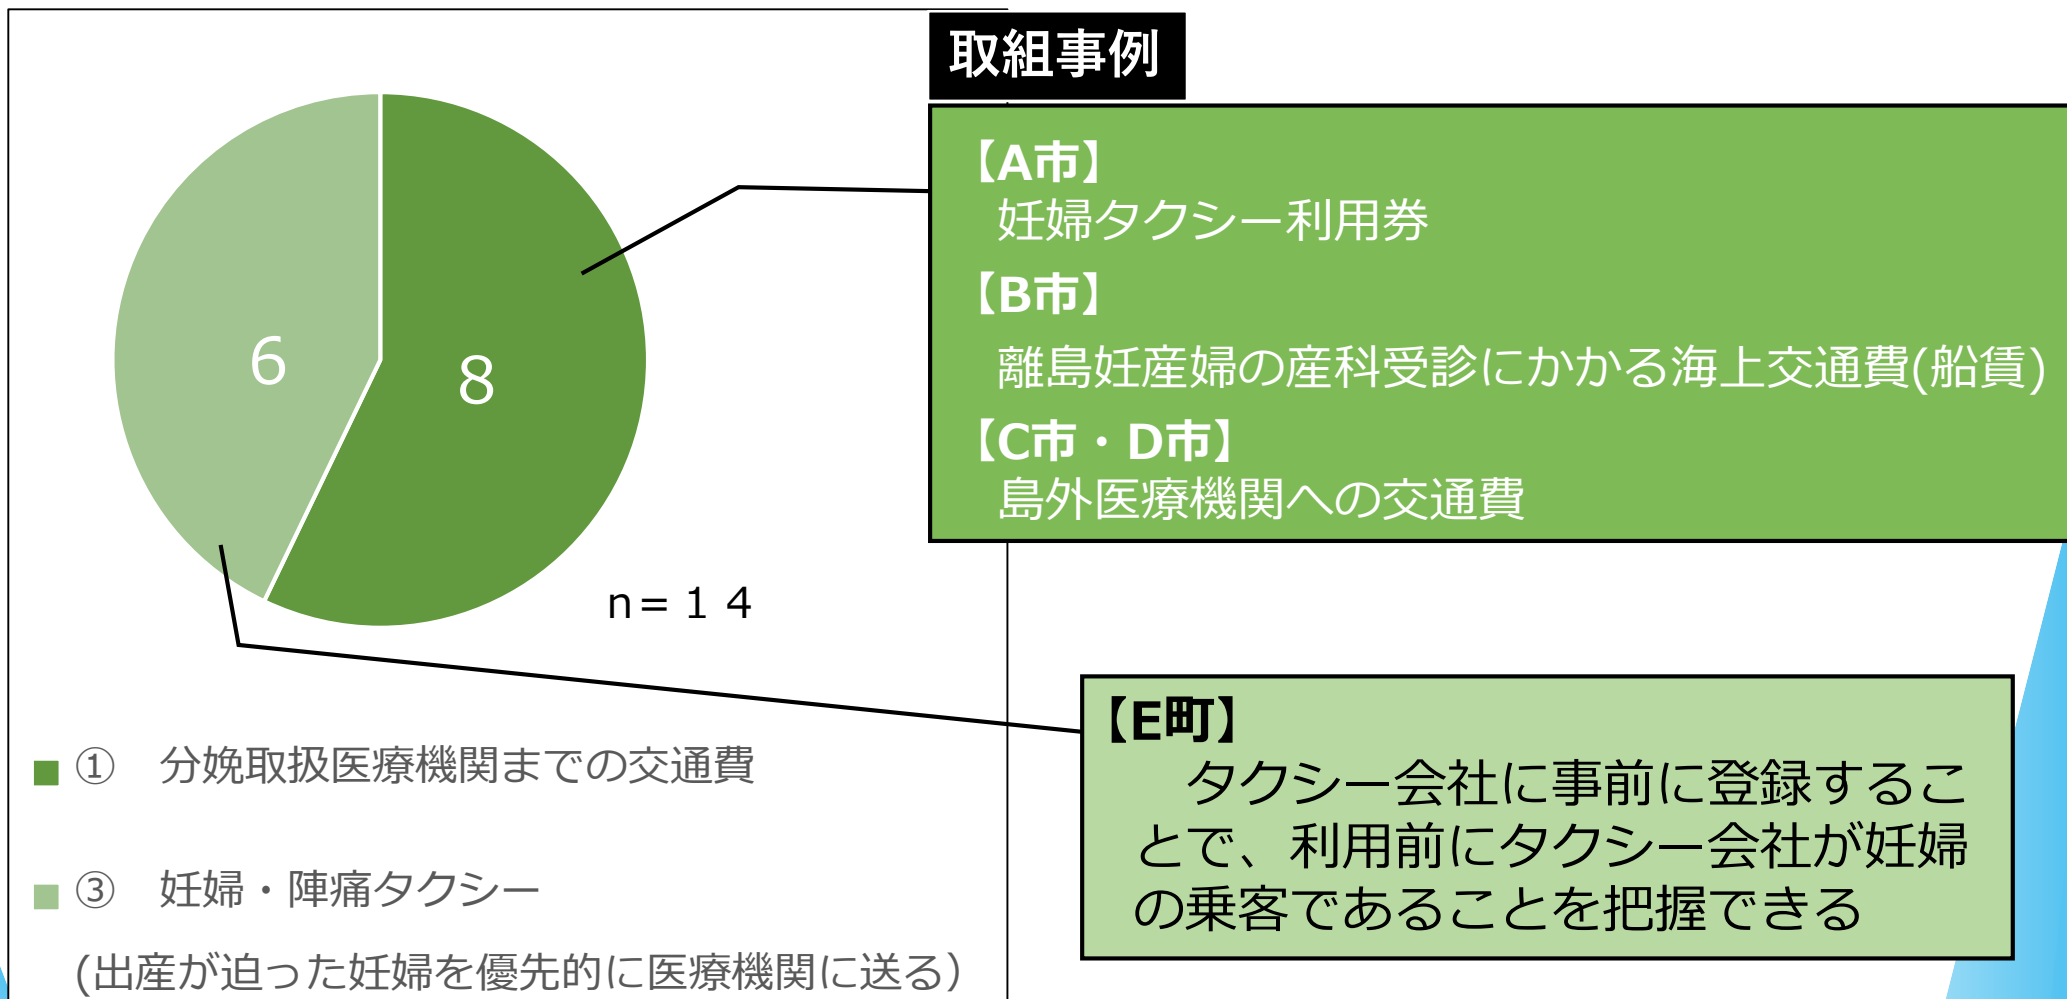 取組事例
【A市】
妊婦タクシー利用券
【B市】
離島妊産婦の産科受診にかかる海上交通費(船賃)
【C市・D市】
島外医療機関への交通費
6
8
n=１４
【E町】
タクシー会社に事前に登録するこ
とで、利用前にタクシー会社が妊婦
の乗客であることを把握できる
①　分娩取扱医療機関までの交通費
③　妊婦・陣痛タクシー
(出産が迫った妊婦を優先的に医療機関に送る）